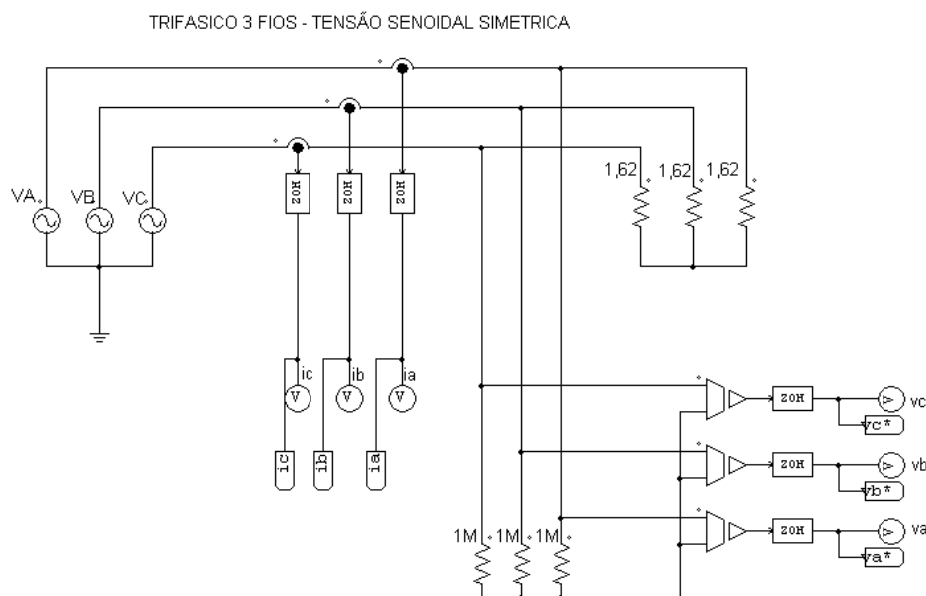 TRIFASICO 3 FIOS - TENSÃO SENOIDAL SIMETRICA
1,62
1,62
1,62
VA
VB
VC
ZOH
ZOH
ZOH
ic
ib
ia
V
V
V
ic
ib
ia
ZOH
V
vc
vc*
ZOH
V
vb
vb*
ZOH
V
va
va*
1M
1M
1M